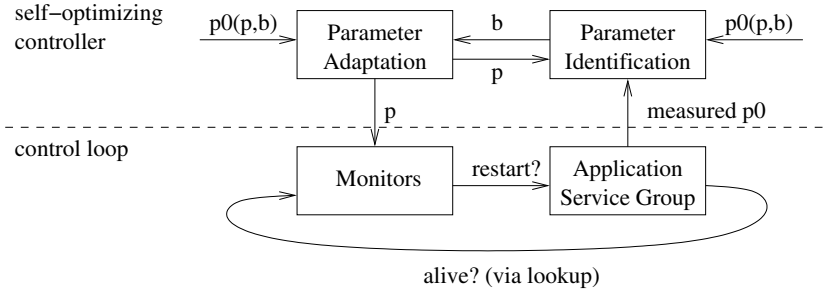 self-optimizing
controller
p0(p,b)
Parameter
Adaptation
b
p
Parameter
Identification
p0(p,b)
p
measured p0
control loop
Monitors
restart?
Application
Service Group
alive? (via lookup)